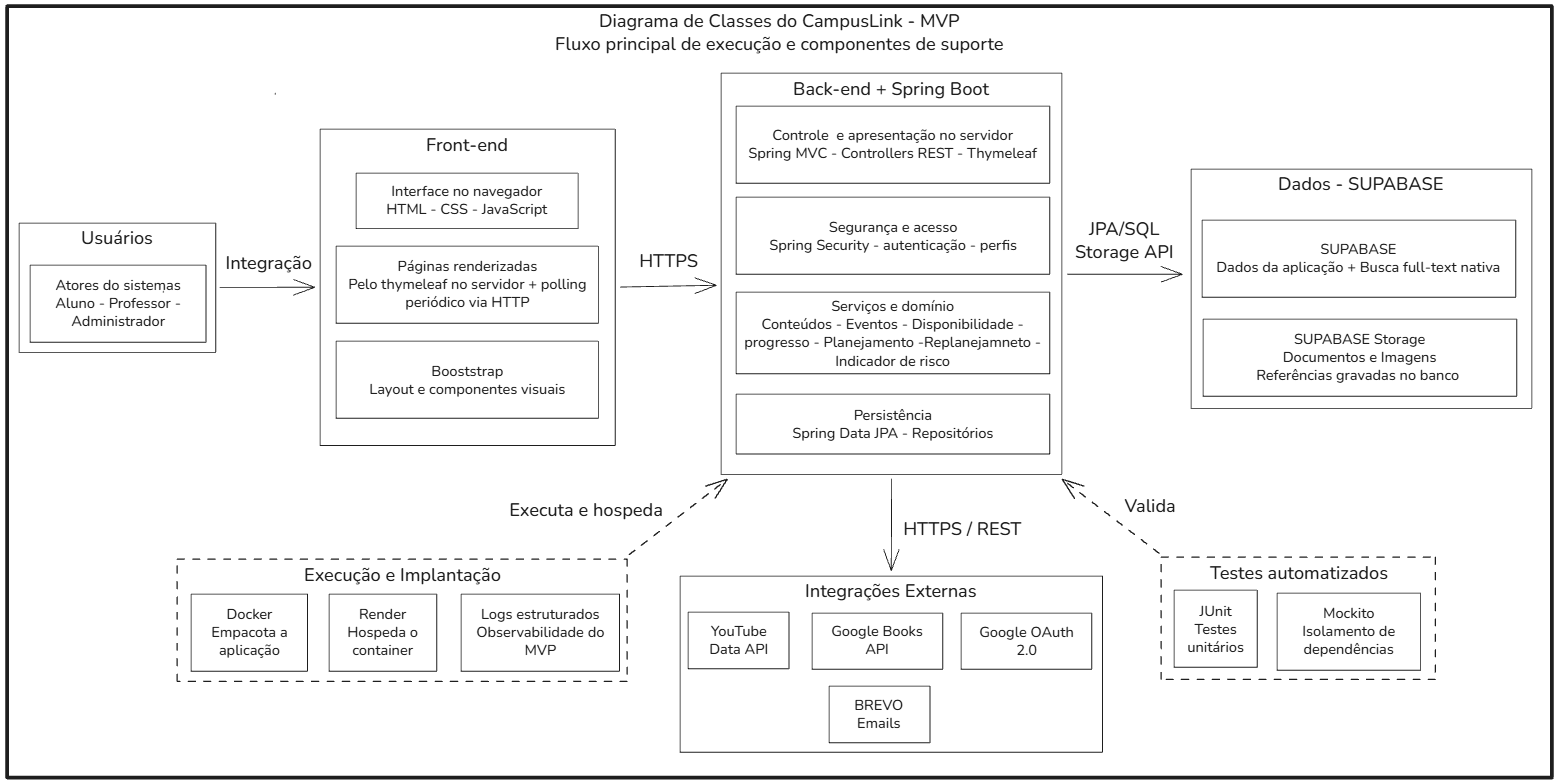 Diagrama de Classes do CampusLink - MVP
Fluxo principal de execução e componentes de suporte
Usuários
Atores do sistemas
Aluno - Professor -
Administrador
Integração
Front-end
Interface no navegador
HTML - CSS - JavaScript
Páginas renderizadas
Pelo thymeleaf no servidor + polling
periódico via HTTP
Booststrap
Layout e componentes visuais
HTTPS
Back-end + Spring Boot
Controle e apresentação no servidor
Spring MVC - Controllers REST - Thymeleaf
Segurança e acesso
Spring Security - autenticação - perfis
Serviços e domínio
Conteúdos - Eventos - Disponibilidade -
progresso - Planejamento -Replanejamneto -
Indicador de risco
Persistência
Spring Data JPA - Repositórios
JPA/SQL
Storage API
Dados - SUPABASE
SUPABASE
Dados da aplicação + Busca full-text nativa
SUPABASE Storage
Documentos e Imagens
Referências gravadas no banco
Executa e hospeda
Execução e Implantação
Docker
Empacota a
aplicação
Render
Hospeda o
container
Logs estruturados
Observabilidade do
MVP
HTTPS / REST
Integrações Externas
YouTube
Data API
Google Books
API
Google OAuth
2.0
BREVO
Emails
Valida
Testes automatizados
JUnit
Testes
unitários
Mockito
Isolamento de
dependências